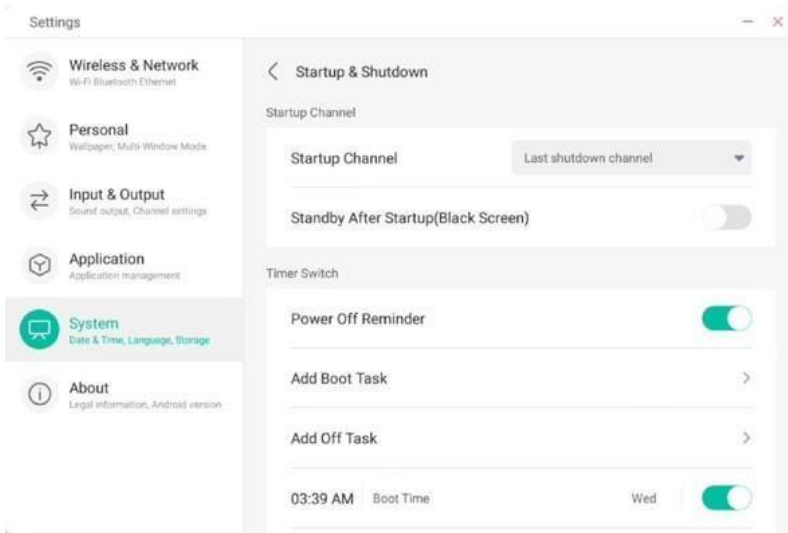 Settings
Wireless & Network
Wi-Fi Bluetooth Ethernet
Personal
Wallpaper, Multi-Window Mode
Input & Output
Sound output, Channel settings
Application
Application management
System
Date & Time, Language, Storage
About
Legal information, Android version
Startup & Shutdown
Startup Channel
Startup Channel
Last shutdown channel
Standby After Startup(Black Screen)
Timer Switch
Power Off Reminder
Add Boot Task
Add Off Task
03:39 AM Boot Time Wed